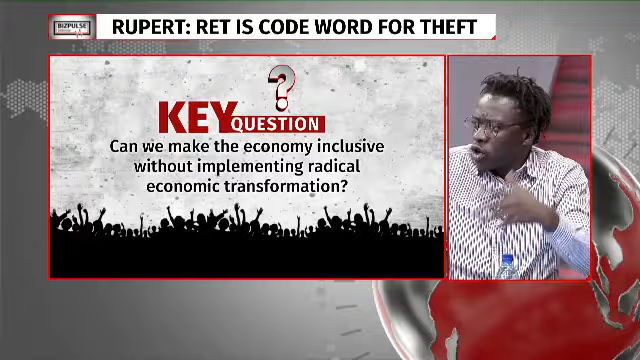 BIZPULSE
RUPERT: RET IS CODE WORD FOR THEFT
?
KEY QUESTION
Can we make the economy inclusive
without implementing radical
economic transformation?